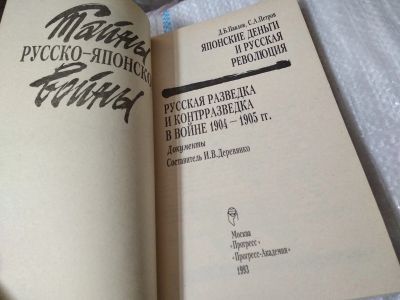 Тайны
РУССКО–ЯПОНСКО
войны
Д.Б.Павлов, С.А.Петров
ЯПОНСКИЕ ДЕНЬГИ
И РУССКАЯ
РЕВОЛЮЦИЯ
РУССКАЯ РАЗВЕДКА
И КОНТРРАЗВЕДКА
В ВОЙНЕ 1904 – 1905 гг.
Документы
Составитель И.В.Деревянко
Москва
«Прогресс»
"Прогресс-Академия"
1993